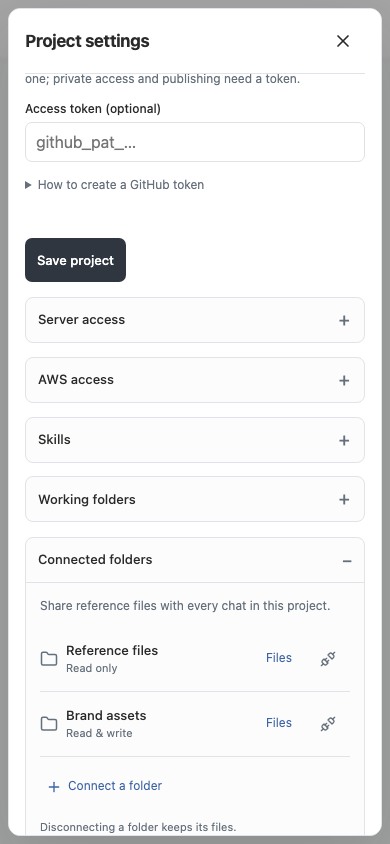 Project settings
one; private access and publishing need a token.
Access token (optional)
github_pat_...
How to create a GitHub token
Save project
Server access
AWS access
Skills
Working folders
Connected folders
Share reference files with every chat in this project.
Reference files
Read only
Files
Brand assets
Read & write
Files
Connect a folder
Disconnecting a folder keeps its files.